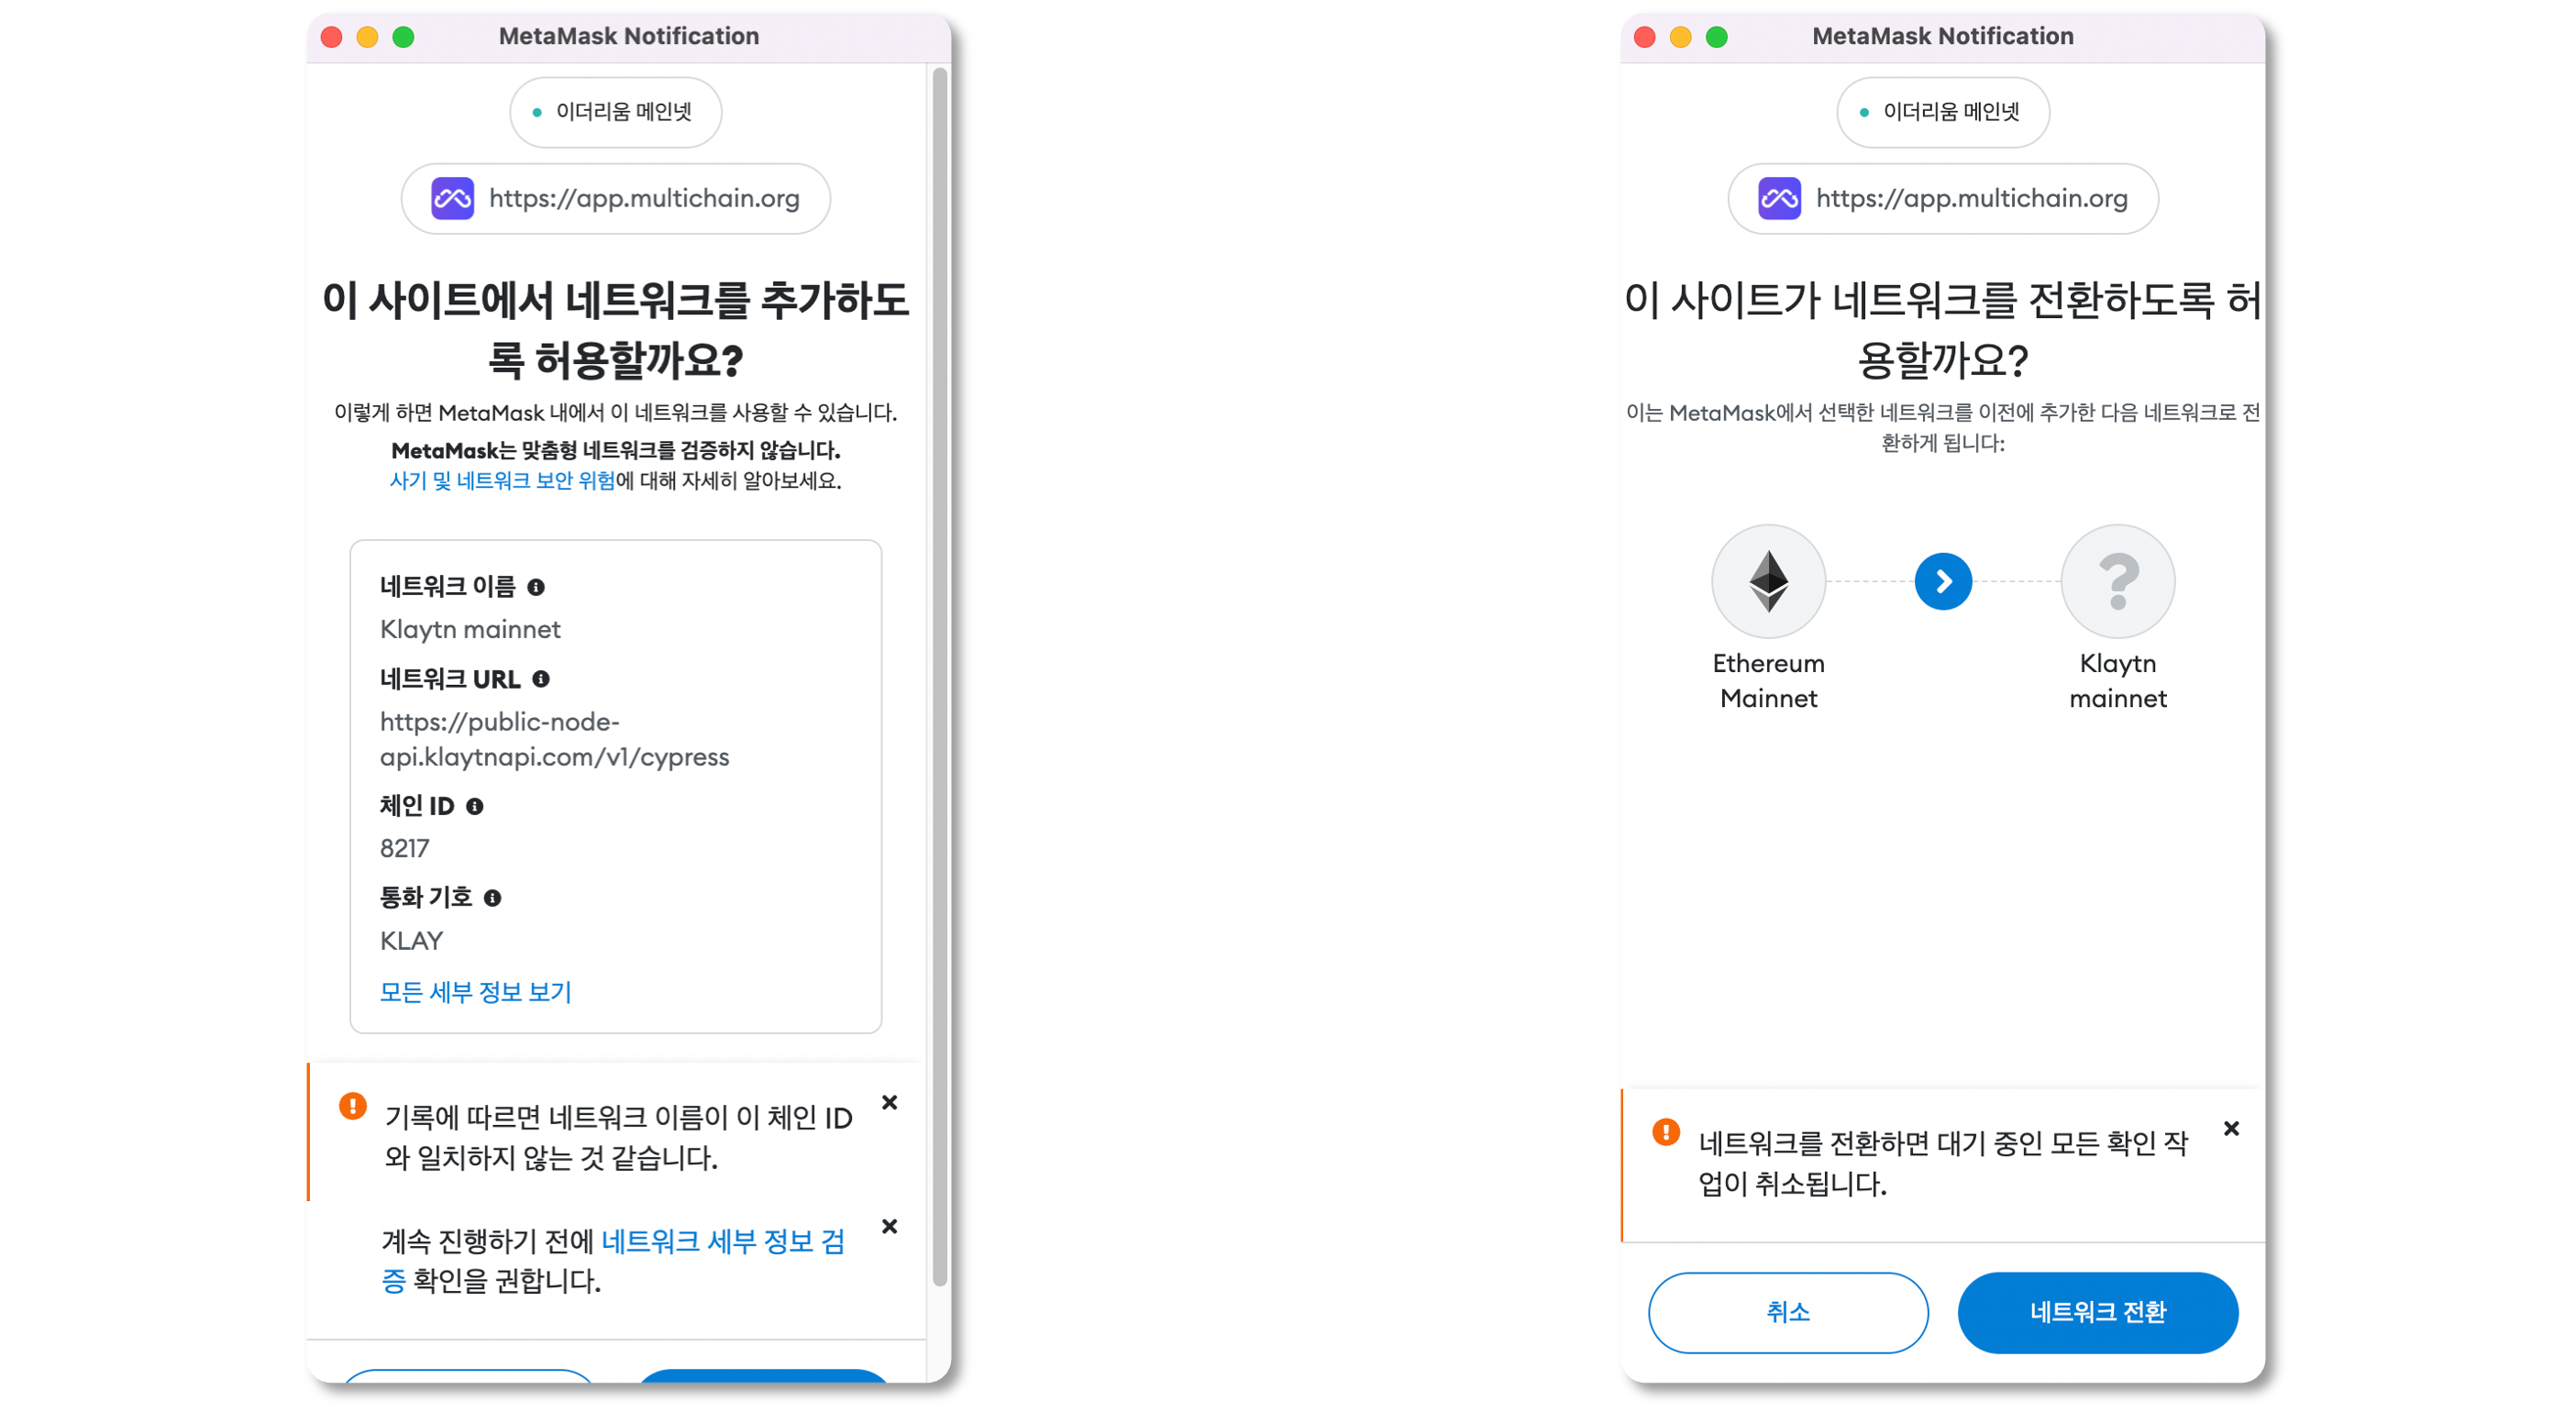 MetaMask Notification
이더리움 메인넷
https://app.multichain.org
이 사이트에서 네트워크를 추가하도
록 허용할까요?
이렇게 하면 MetaMask 내에서 이 네트워크를 사용할 수 있습니다.
MetaMask는 맞춤형 네트워크를 검증하지 않습니다.
사기 및 네트워크 보안 위험에 대해 자세히 알아보세요.
네트워크 이름
Klaytn mainnet
네트워크 URL
https://public-node-
api.klaytnapi.com/v1/cypress
체인 ID
8217
통화 기호
KLAY
모든 세부 정보 보기
기록에 따르면 네트워크 이름이 이 체인 ID
와 일치하지 않는 것 같습니다.
계속 진행하기 전에 네트워크 세부 정보 검
증 확인을 권합니다.
MetaMask Notification
이더리움 메인넷
https://app.multichain.org
이 사이트가 네트워크를 전환하도록 허
용할까요?
이는 MetaMask에서 선택한 네트워크를 이전에 추가한 다음 네트워크로 전
환하게 됩니다:
Ethereum
Mainnet
Klaytn
mainnet
네트워크를 전환하면 대기 중인 모든 확인 작
업이 취소됩니다.
취소
네트워크 전환